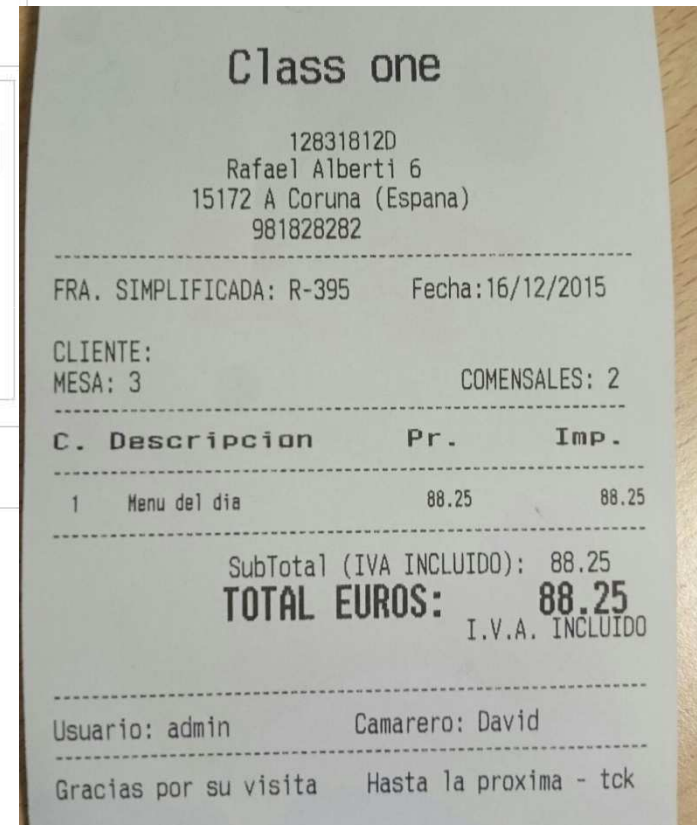 Class one
12831812D
Rafael Alberti 6
15172 A Coruna (Espana)
981828282
FRA. SIMPLIFICADA: R-395 Fecha:16/12/2015
CLIENTE:
MESA: 3 COMENSALES: 2
C. Descripcion Pr. Imp.
1 Menu del dia 88.25 88.25
SubTotal (IVA INCLUIDO): 88.25
TOTAL EUROS: 88.25
I.V.A. INCLUIDO
Usuario: admin Camarero: David
Gracias por su visita Hasta la proxima - tck